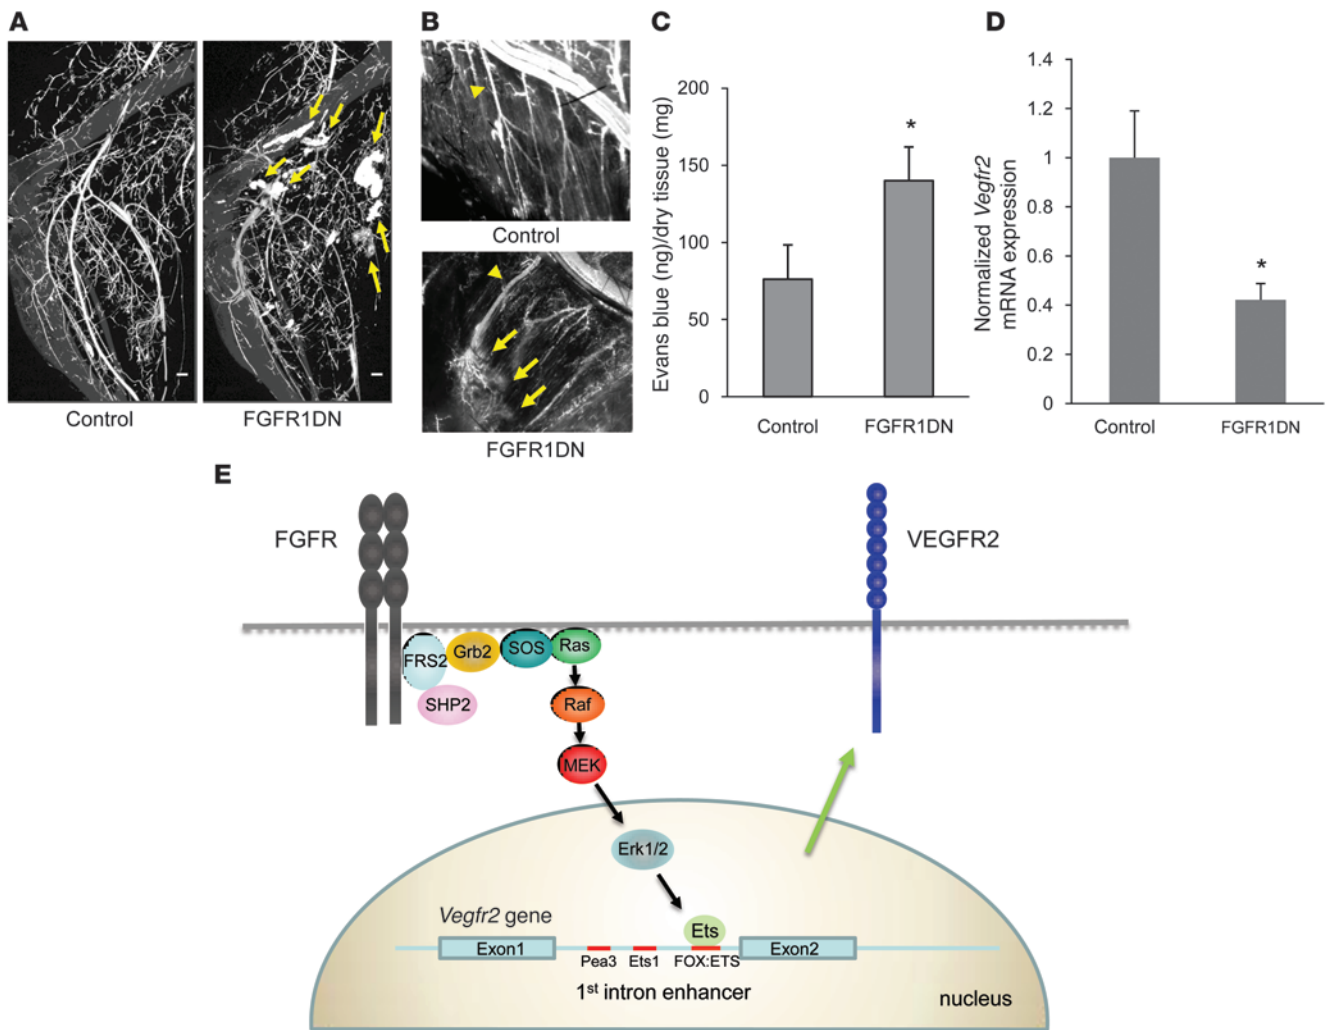 A
Control
FGFR1DN
B
Control
FGFR1DN
C
Evans blue (ng)/dry tissue (mg)
200
150
100
50
0
*
Control
FGFR1DN
D
Normalized Vegfr2
mRNA expression
1.4
1.2
1
0.8
0.6
0.4
0.2
0
*
Control
FGFR1DN
E
FGFR
VEGFR2
FRS2
Grb2
SOS
Ras
SHP2
Raf
MEK
Erk1/2
Ets
Vegfr2 gene
Exon1
Exon2
Pea3
Ets1
FOX:ETS
1st intron enhancer
nucleus